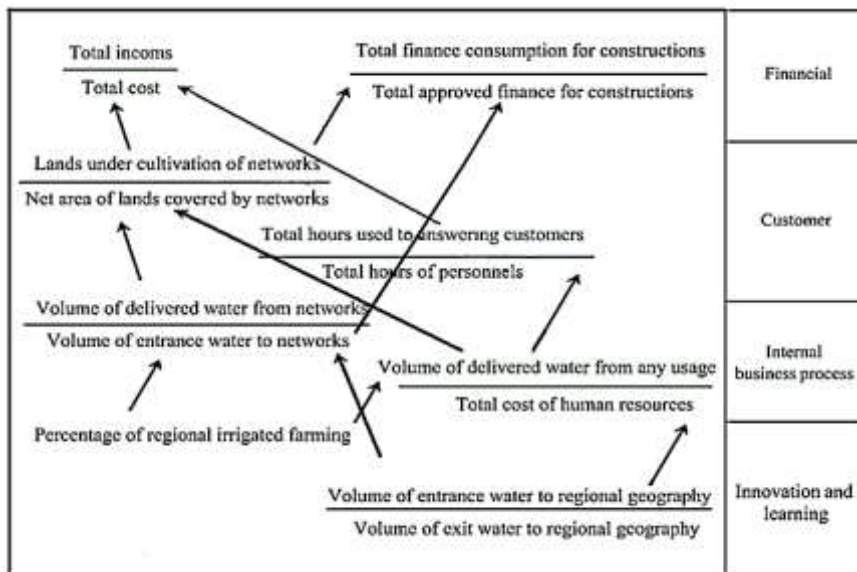 Total incoms
Total cost
Total finance consumption for constructions
Total approved finance for constructions
Financial
Lands under cultivation of networks
Net area of lands covered by networks
Total hours used to answering customers
Total hours of personnels
Customer
Volume of delivered water from networks
Volume of entrance water to networks
Volume of delivered water from any usage
Total cost of human resources
Internal
business process
Percentage of regional irrigated farming
Volume of entrance water to regional geography
Volume of exit water to regional geography
Innovation and
learning